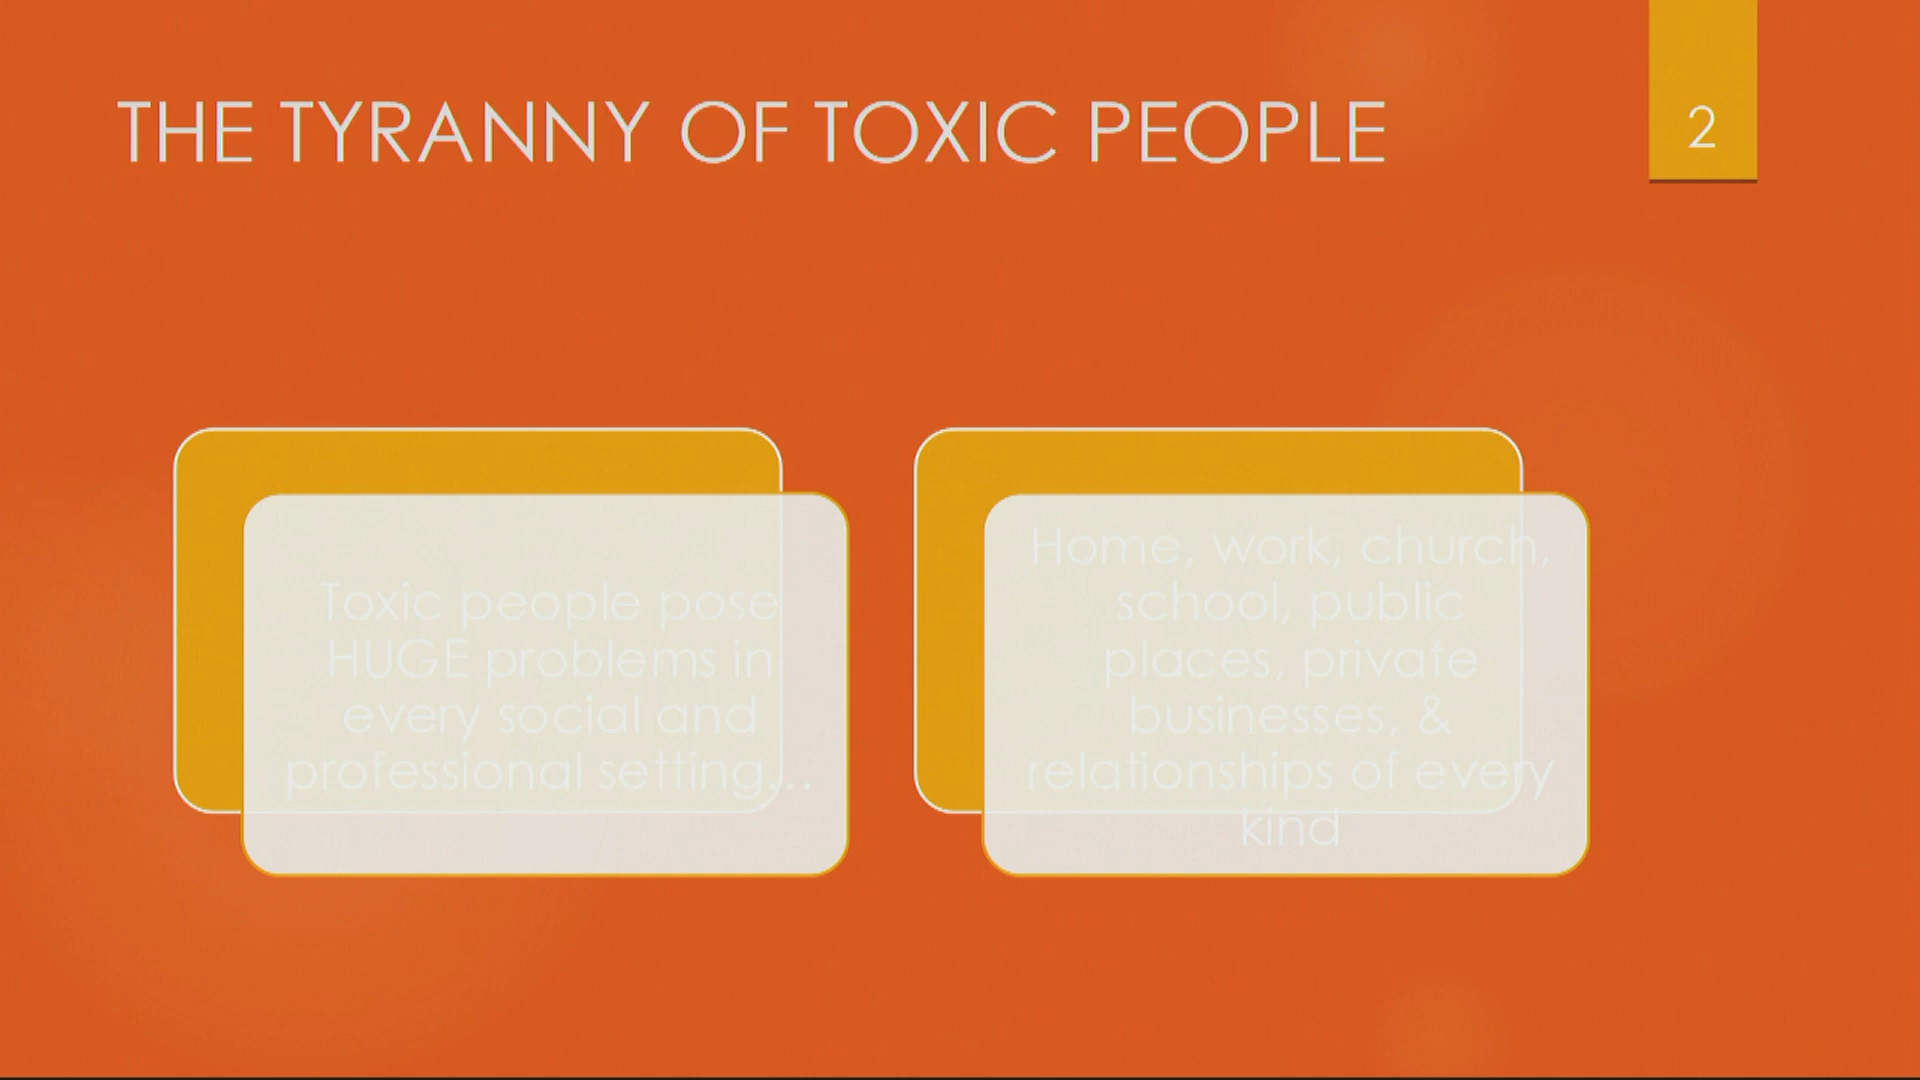 THE TYRANNY OF TOXIC PEOPLE
2
Toxic people pose
HUGE problems in
every social and
professional setting…
Home, work, church,
school, public
places, private
businesses, &
relationships of every
kind